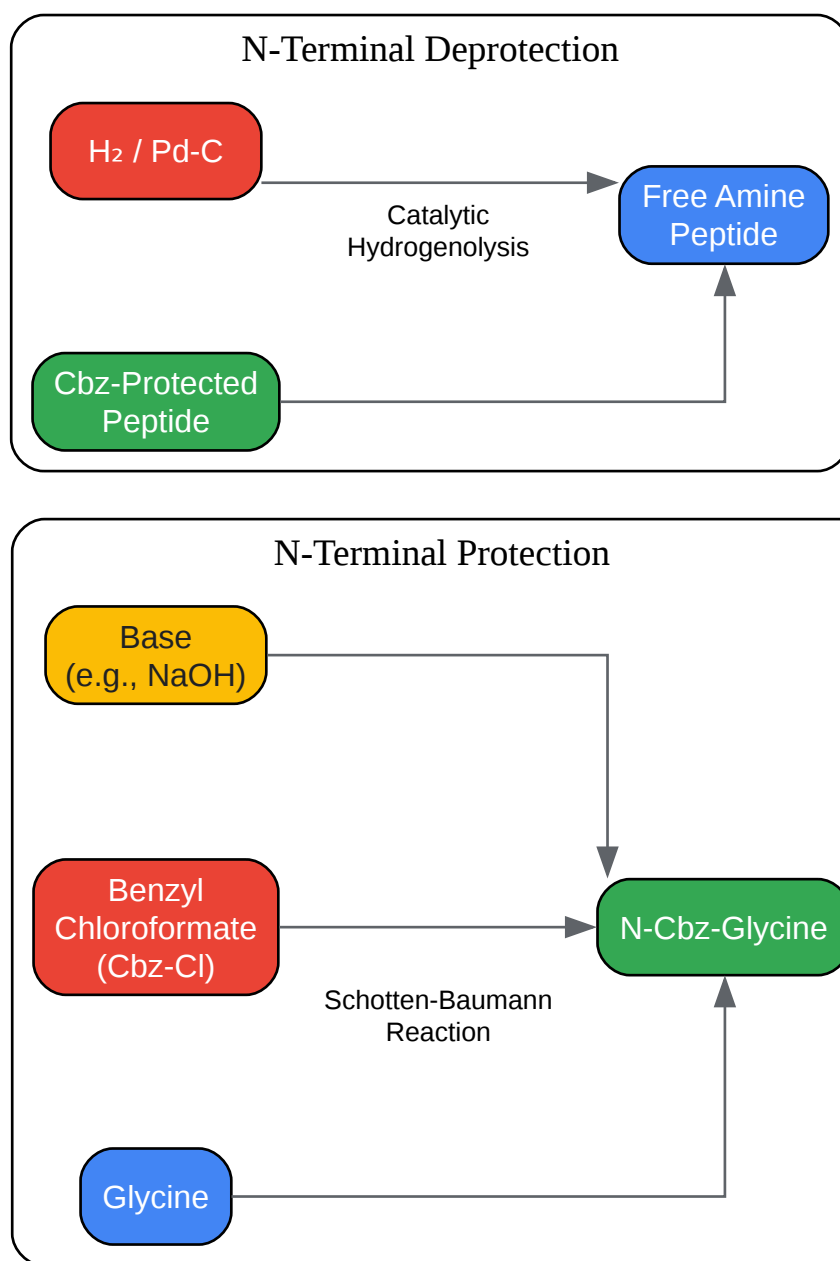 N-Terminal Deprotection
H₂ / Pd-C
Catalytic
Hydrogenolysis
Free Amine
Peptide
Cbz-Protected
Peptide
N-Terminal Protection
Base
(e.g., NaOH)
Benzyl
Chloroformate
(Cbz-Cl)
N-Cbz-Glycine
Schotten-Baumann
Reaction
Glycine